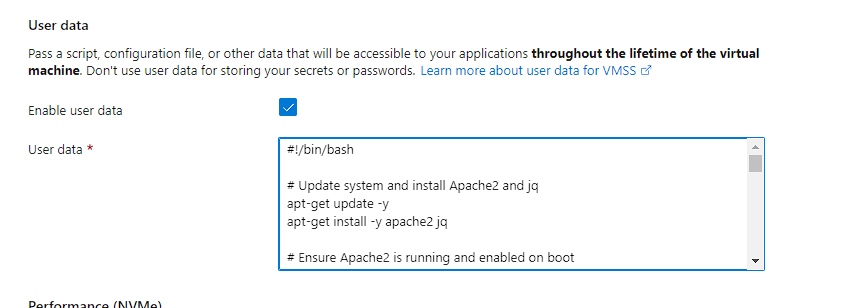 User data
Pass a script, configuration file, or other data that will be accessible to your applications throughout the lifetime of the virtual
machine. Don't use user data for storing your secrets or passwords. Learn more about user data for VMSS
Enable user data
User data *
#!/bin/bash
# Update system and install Apache2 and jq
apt-get update -y
apt-get install -y apache2 jq
# Ensure Apache2 is running and enabled on boot
Performance (NVMe)